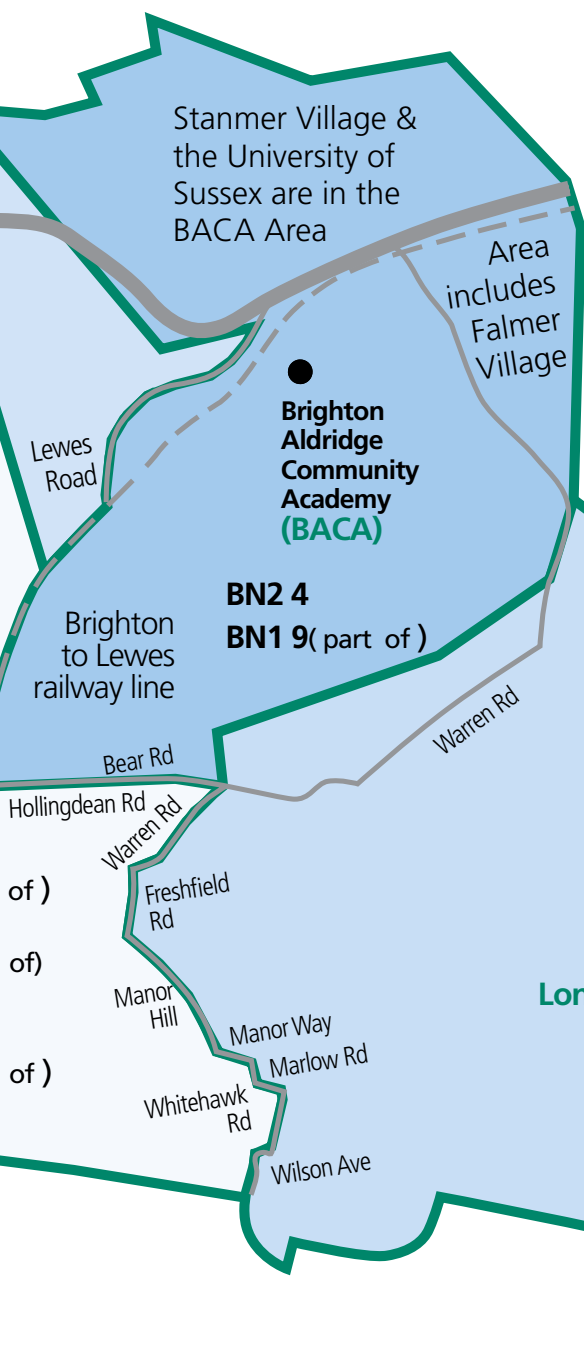 Stanmer Village &
the University of
Sussex are in the
BACA Area
Area
includes
Falmer
Village
Brighton
Aldridge
Community
Academy
(BACA)
Lewes
Road
BN2 4
BN1 9( part of )
Brighton
to Lewes
railway line
Warren Rd
Bear Rd
Hollingdean Rd
Warren Rd
of )
Freshfield
Rd
of)
Manor
Hill
Lon
Manor Way
of )
Marlow Rd
Whitehawk
Rd
Wilson Ave